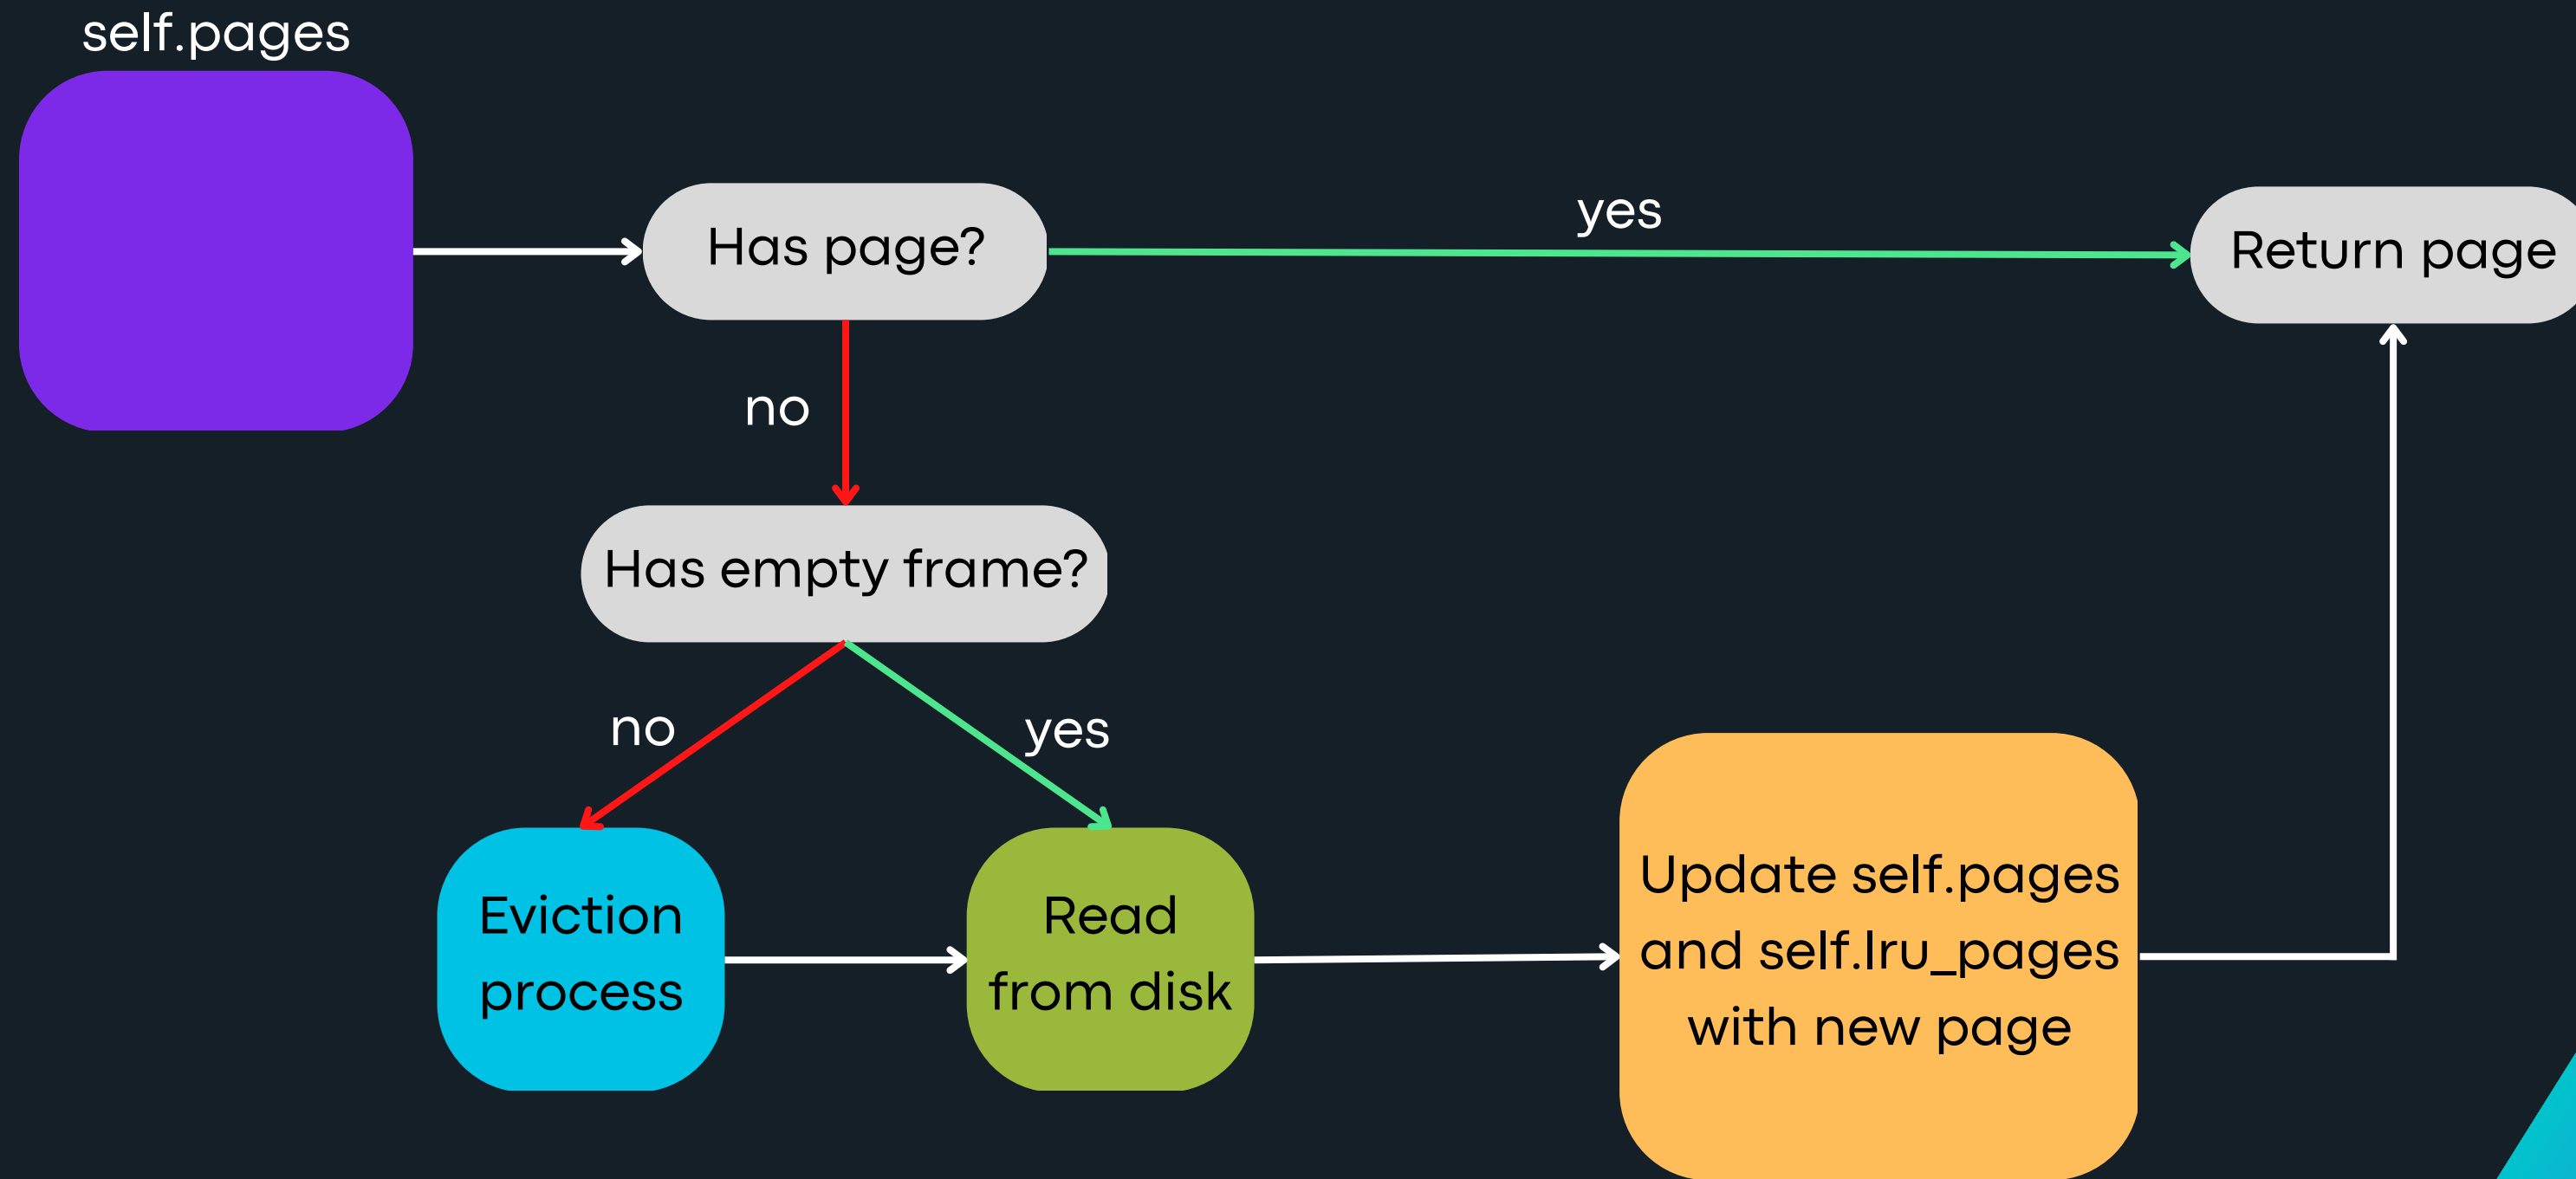 self.pages
Has page?
yes
Return page
no
Has empty frame?
no
yes
Eviction
process
Read
from disk
Update self.pages
and self.lru_pages
with new page